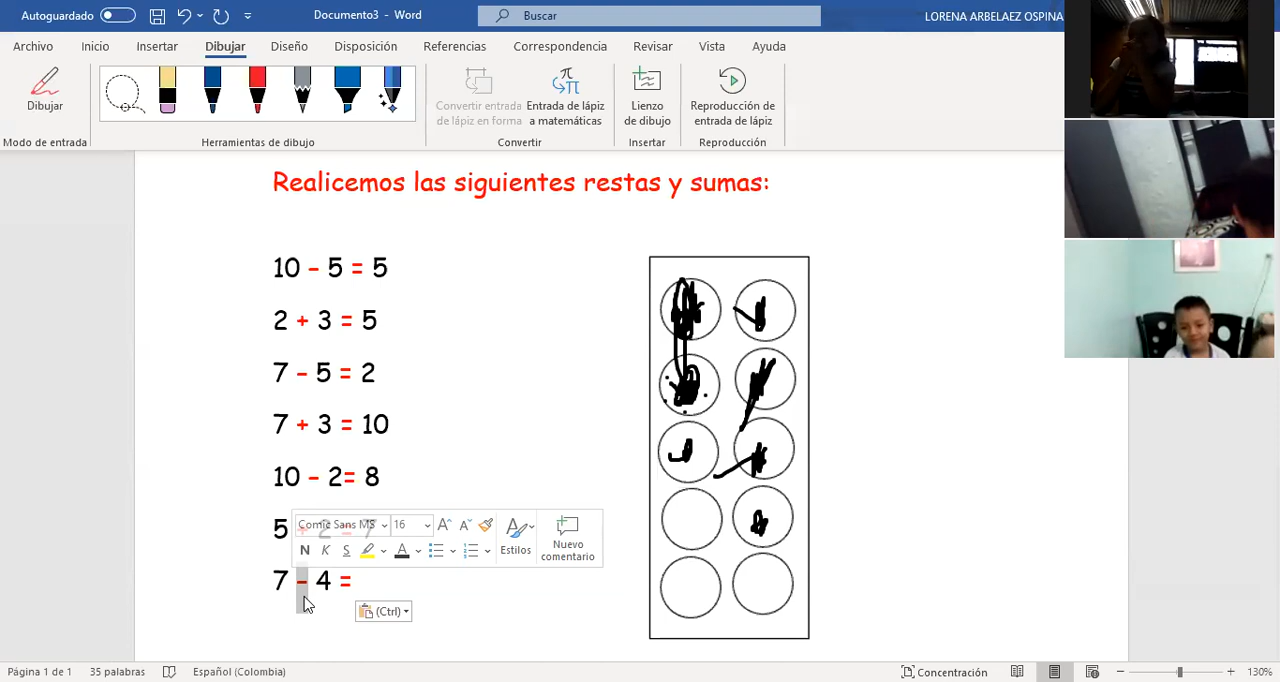 Autoguardado
Documento3 - Word
Buscar
LORENA ARBELAEZ OSPINA
Archivo Inicio Insertar Dibujar Diseño Disposición Referencias Correspondencia Revisar Vista Ayuda
Dibujar
Convertir entrada de lápiz en forma
Entrada de lápiz a matemáticas
Lienzo de dibujo
Reproducción de entrada de lápiz
Modo de entrada
Herramientas de dibujo
Convertir
Insertar
Reproducción
Realicemos las siguientes restas y sumas:
10 - 5 = 5
2 + 3 = 5
7 - 5 = 2
7 + 3 = 10
10 - 2= 8
5 + 2 = 7
Comic Sans MS 16
N K S A
Estilos
Nuevo comentario
7 - 4 =
(Ctrl)
Página 1 de 1 35 palabras Español (Colombia) Concentración 130%